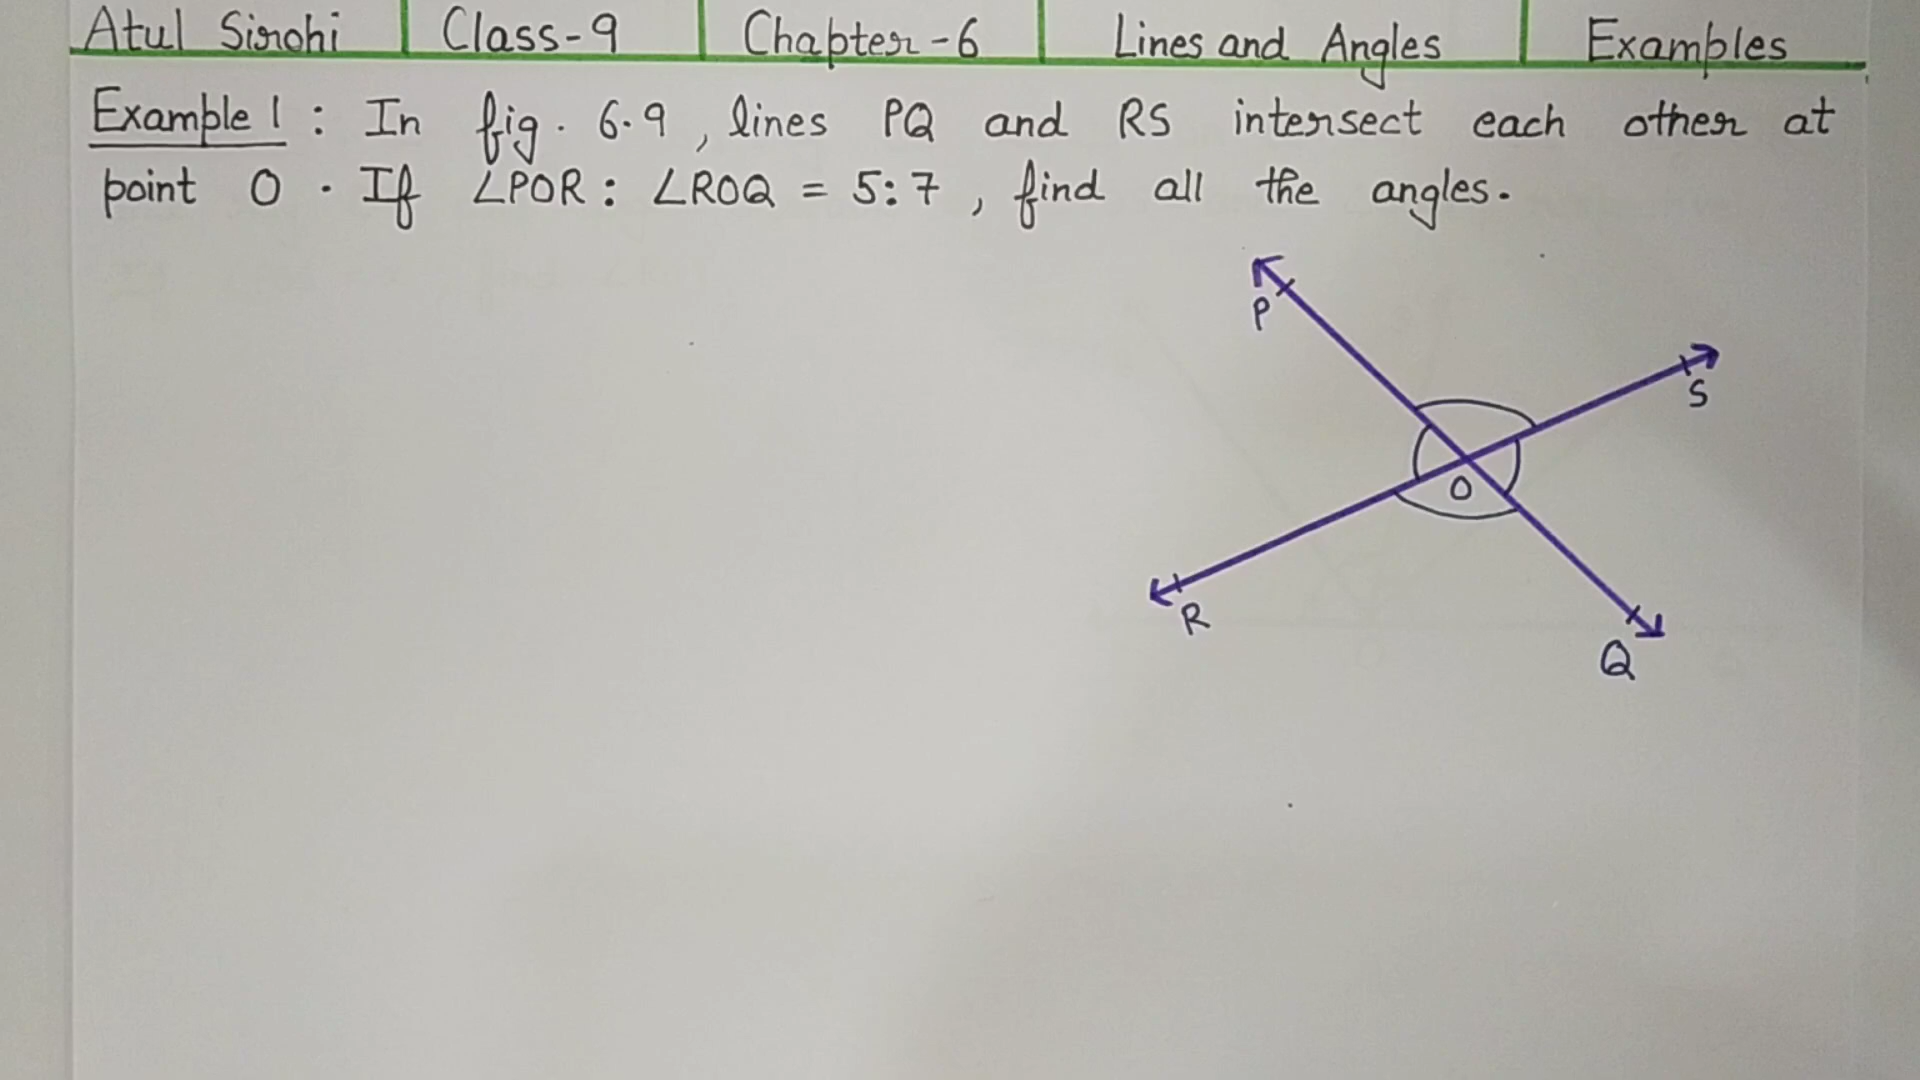 Atul Sirohi Class-9 Chapter-6 Lines and Angles Examples
Example 1 : In fig. 6.9, lines PQ and RS intersect each other at
point O. If ∠POR : ∠ROQ = 5:7, find all the angles.
P
S
O
R
Q